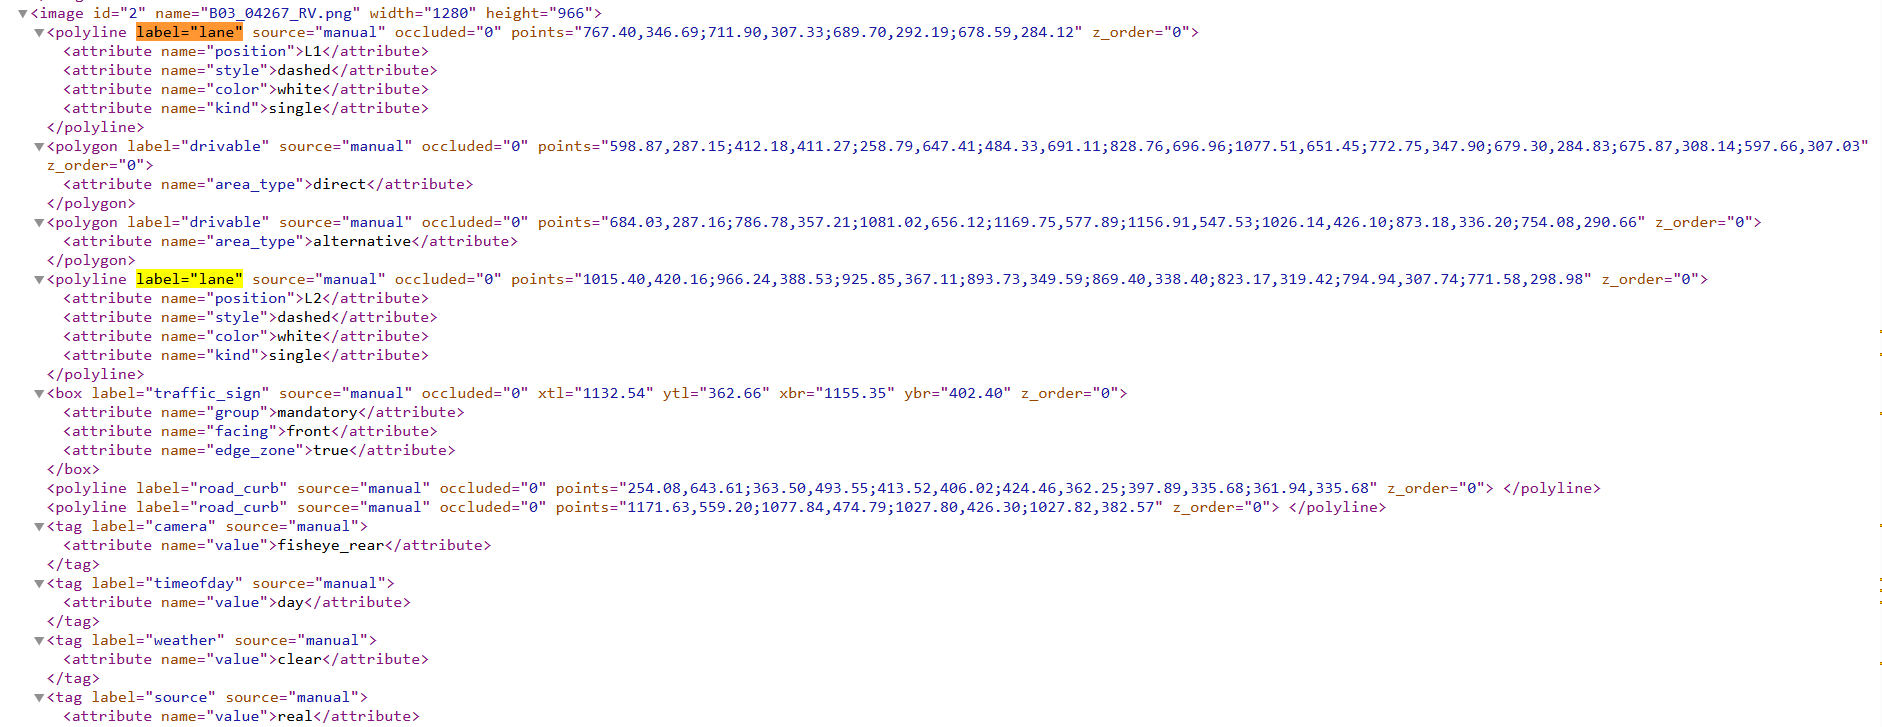 ▼<image id="2" name="B03_04267_RV.png" width="1280" height="966">
▼<polyline label="lane" source="manual" occluded="0" points="767.40,346.69;711.90,307.33;689.70,292.19;678.59,284.12" z_order="0">
<attribute name="position">L1</attribute>
<attribute name="style">dashed</attribute>
<attribute name="color">white</attribute>
<attribute name="kind">single</attribute>
</polyline>
▼<polygon label="drivable" source="manual" occluded="0" points="598.87,287.15;412.18,411.27;258.79,647.41;484.33,691.11;828.76,696.96;1077.51,651.45;772.75,347.90;679.30,284.83;675.87,308.14;597.66,307.03"
z_order="0">
<attribute name="area_type">direct</attribute>
</polygon>
▼<polygon label="drivable" source="manual" occluded="0" points="684.03,287.16;786.78,357.21;1081.02,656.12;1169.75,577.89;1156.91,547.53;1026.14,426.10;873.18,336.20;754.08,290.66" z_order="0">
<attribute name="area_type">alternative</attribute>
</polygon>
▼<polyline label="lane" source="manual" occluded="0" points="1015.40,420.16;966.24,388.53;925.85,367.11;893.73,349.59;869.40,338.40;823.17,319.42;794.94,307.74;771.58,298.98" z_order="0">
<attribute name="position">L2</attribute>
<attribute name="style">dashed</attribute>
<attribute name="color">white</attribute>
<attribute name="kind">single</attribute>
</polyline>
▼<box label="traffic_sign" source="manual" occluded="0" xtl="1132.54" ytl="362.66" xbr="1155.35" ybr="402.40" z_order="0">
<attribute name="group">mandatory</attribute>
<attribute name="facing">front</attribute>
<attribute name="edge_zone">true</attribute>
</box>
<polyline label="road_curb" source="manual" occluded="0" points="254.08,643.61;363.50,493.55;413.52,406.02;424.46,362.25;397.89,335.68;361.94,335.68" z_order="0"> </polyline>
<polyline label="road_curb" source="manual" occluded="0" points="1171.63,559.20;1077.84,474.79;1027.80,426.30;1027.82,382.57" z_order="0"> </polyline>
▼<tag label="camera" source="manual">
<attribute name="value">fisheye_rear</attribute>
</tag>
▼<tag label="timeofday" source="manual">
<attribute name="value">day</attribute>
</tag>
▼<tag label="weather" source="manual">
<attribute name="value">clear</attribute>
</tag>
▼<tag label="source" source="manual">
<attribute name="value">real</attribute>